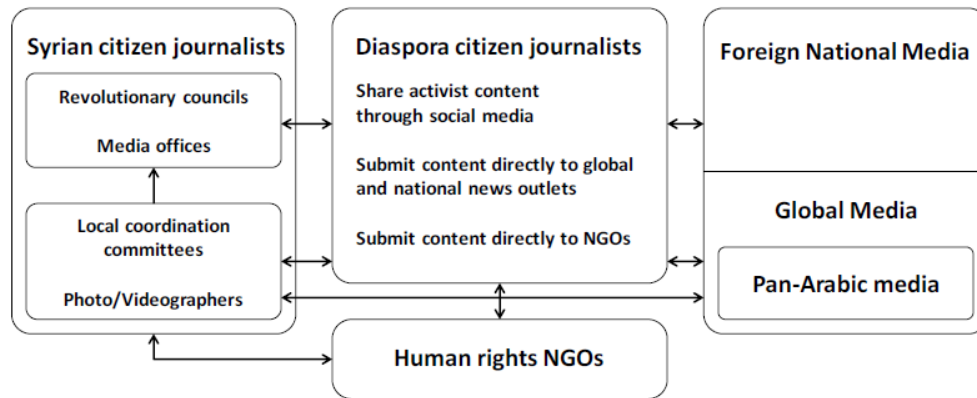 Syrian citizen journalists
Revolutionary councils
Media offices
Local coordination
committees
Photo/Videographers
Diaspora citizen journalists
Share activist content
through social media
Submit content directly to global
and national news outlets
Submit content directly to NGOs
Human rights NGOs
Foreign National Media
Global Media
Pan-Arabic media